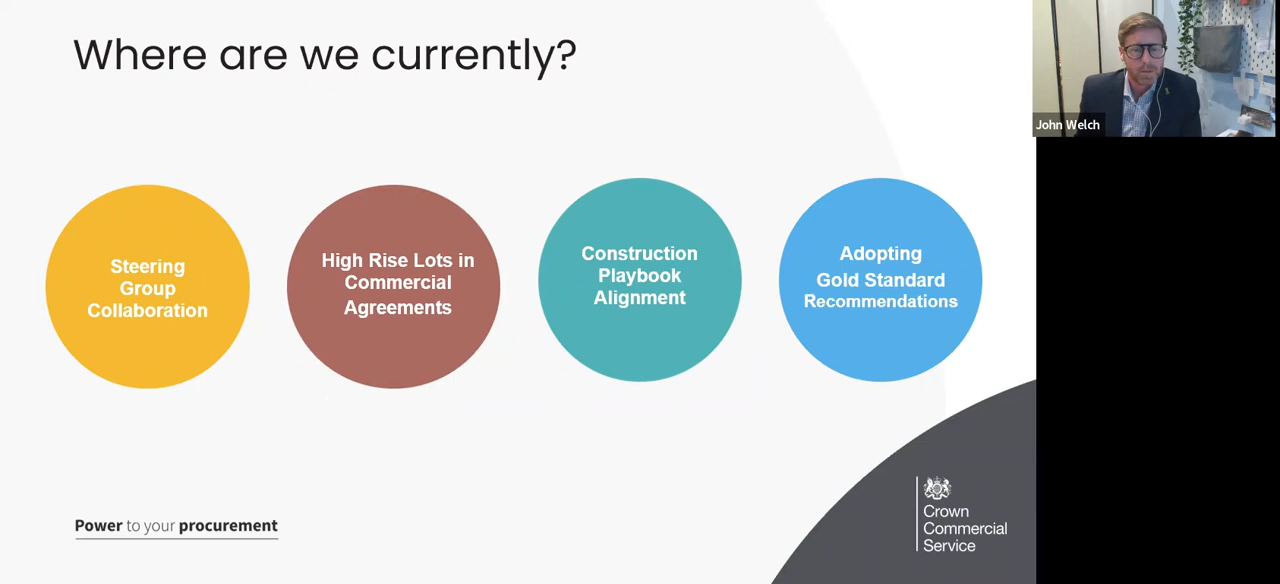 Where are we currently?
John Welch
Steering
Group
Collaboration
High Rise Lots in
Commercial
Agreements
Construction
Playbook
Alignment
Adopting
Gold Standard
Recommendations
Power to your procurement
Crown
Commercial
Service